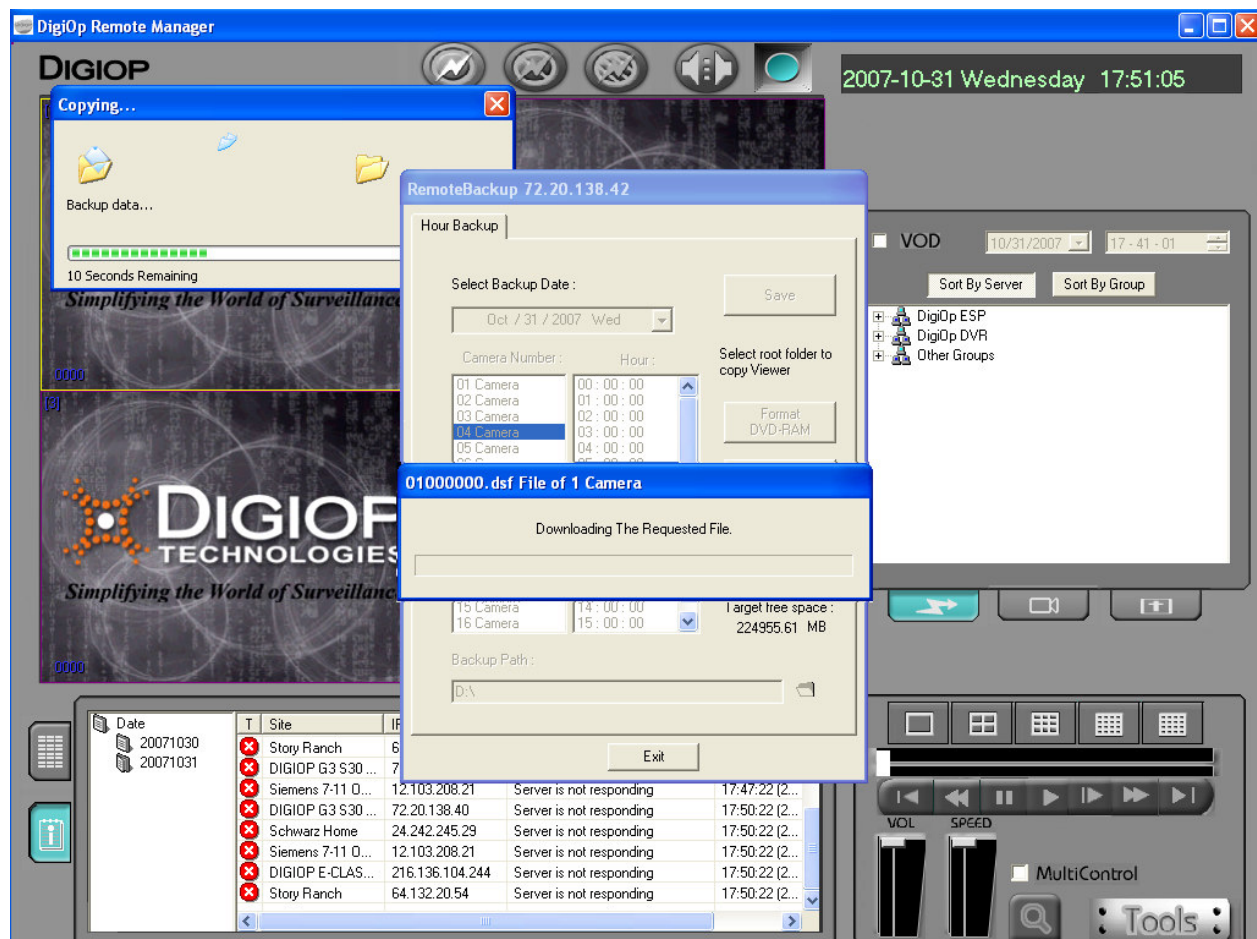 DigiOp Remote Manager
DIGIOP
2007-10-31 Wednesday 17:51:05
Copying...
Backup data...
10 Seconds Remaining
Simplifying the World of Surveillance
0000
[3]
DIGIOP
TECHNOLOGIES
Simplifying the World of Surveillance
0000
RemoteBackup 72.20.138.42
Hour Backup
Select Backup Date :
Oct / 31 / 2007 Wed
Save
Camera Number :
Hour :
Select root folder to
copy Viewer
01 Camera
02 Camera
03 Camera
04 Camera
05 Camera
00 : 00 : 00
01 : 00 : 00
02 : 00 : 00
03 : 00 : 00
04 : 00 : 00
Format
DVD-RAM
01000000.dsf File of 1 Camera
Downloading The Requested File.
15 Camera
16 Camera
14 : 00 : 00
15 : 00 : 00
Target free space :
224955.61 MB
Backup Path :
D:\
Exit
VOD
10/31/2007
17 - 41 - 01
Sort By Server
Sort By Group
DigiOp ESP
DigiOp DVR
Other Groups
Date
20071030
20071031
T Site
Story Ranch
DIGIOP G3 S30 ...
Siemens 7-11 O... 12.103.208.21 Server is not responding 17:47:22 (2...
DIGIOP G3 S30 ... 72.20.138.40 Server is not responding 17:50:22 (2...
Schwarz Home 24.242.245.29 Server is not responding 17:50:22 (2...
Siemens 7-11 O... 12.103.208.21 Server is not responding 17:50:22 (2...
DIGIOP E-CLAS... 216.136.104.244 Server is not responding 17:50:22 (2...
Story Ranch 64.132.20.54 Server is not responding 17:50:22 (2...
VOL SPEED
MultiControl
Tools